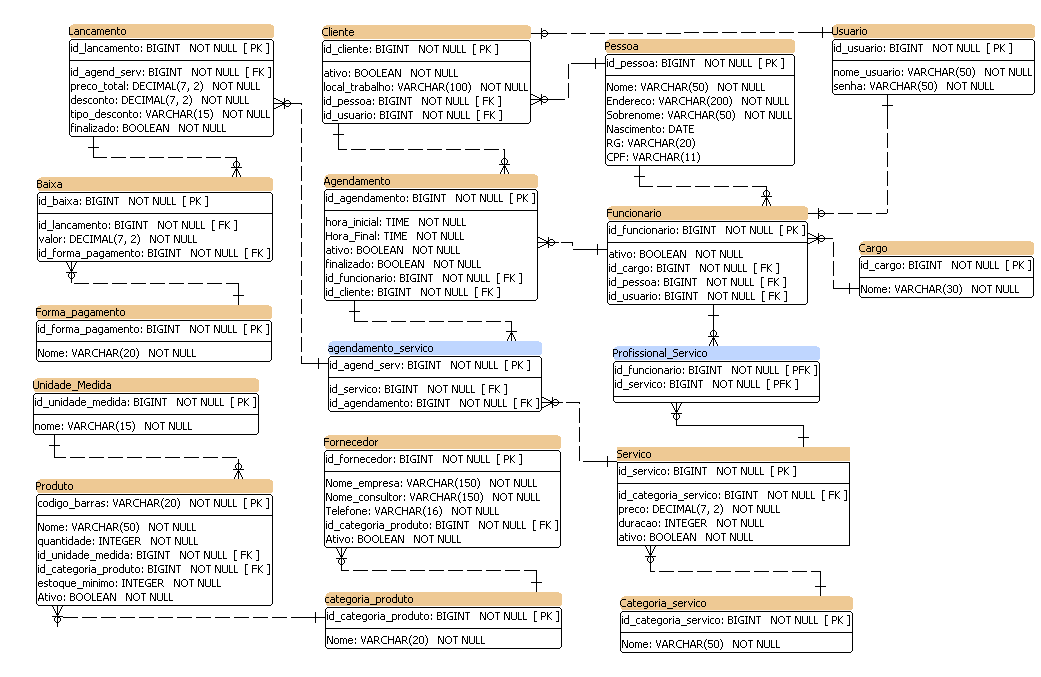 Lancamento
id_lancamento: BIGINT NOT NULL [ PK ]
id_agend_serv: BIGINT NOT NULL [ FK ]
preco_total: DECIMAL(7, 2) NOT NULL
desconto: DECIMAL(7, 2) NOT NULL
tipo_desconto: VARCHAR(15) NOT NULL
finalizado: BOOLEAN NOT NULL
Cliente
id_cliente: BIGINT NOT NULL [ PK ]
ativo: BOOLEAN NOT NULL
local_trabalho: VARCHAR(100) NOT NULL
id_pessoa: BIGINT NOT NULL [ FK ]
id_usuario: BIGINT NOT NULL [ FK ]
Pessoa
id_pessoa: BIGINT NOT NULL [ PK ]
Nome: VARCHAR(50) NOT NULL
Endereco: VARCHAR(200) NOT NULL
Sobrenome: VARCHAR(50) NOT NULL
Nascimento: DATE
RG: VARCHAR(20)
CPF: VARCHAR(11)
Usuario
id_usuario: BIGINT NOT NULL [ PK ]
nome_usuario: VARCHAR(50) NOT NULL
senha: VARCHAR(50) NOT NULL
Baixa
id_baixa: BIGINT NOT NULL [ PK ]
id_lancamento: BIGINT NOT NULL [ FK ]
valor: DECIMAL(7, 2) NOT NULL
id_forma_pagamento: BIGINT NOT NULL [ FK ]
Agendamento
id_agendamento: BIGINT NOT NULL [ PK ]
hora_inicial: TIME NOT NULL
Hora_Final: TIME NOT NULL
ativo: BOOLEAN NOT NULL
finalizado: BOOLEAN NOT NULL
id_funcionario: BIGINT NOT NULL [ FK ]
id_cliente: BIGINT NOT NULL [ FK ]
Funcionario
id_funcionario: BIGINT NOT NULL [ PK ]
ativo: BOOLEAN NOT NULL
id_cargo: BIGINT NOT NULL [ FK ]
id_pessoa: BIGINT NOT NULL [ FK ]
id_usuario: BIGINT NOT NULL [ FK ]
Cargo
id_cargo: BIGINT NOT NULL [ PK ]
Nome: VARCHAR(30) NOT NULL
Forma_pagamento
id_forma_pagamento: BIGINT NOT NULL [ PK ]
Nome: VARCHAR(20) NOT NULL
agendamento_servico
id_agend_serv: BIGINT NOT NULL [ PK ]
id_servico: BIGINT NOT NULL [ FK ]
id_agendamento: BIGINT NOT NULL [ FK ]
Profissional_Servico
id_funcionario: BIGINT NOT NULL [ PFK ]
id_servico: BIGINT NOT NULL [ PFK ]
Unidade_Medida
id_unidade_medida: BIGINT NOT NULL [ PK ]
nome: VARCHAR(15) NOT NULL
Fornecedor
id_fornecedor: BIGINT NOT NULL [ PK ]
Nome_empresa: VARCHAR(150) NOT NULL
Nome_consultor: VARCHAR(150) NOT NULL
Telefone: VARCHAR(16) NOT NULL
id_categoria_produto: BIGINT NOT NULL [ FK ]
Ativo: BOOLEAN NOT NULL
Servico
id_servico: BIGINT NOT NULL [ PK ]
id_categoria_servico: BIGINT NOT NULL [ FK ]
preco: DECIMAL(7, 2) NOT NULL
duracao: INTEGER NOT NULL
ativo: BOOLEAN NOT NULL
Produto
codigo_barras: VARCHAR(20) NOT NULL [ PK ]
Nome: VARCHAR(50) NOT NULL
quantidade: INTEGER NOT NULL
id_unidade_medida: BIGINT NOT NULL [ FK ]
id_categoria_produto: BIGINT NOT NULL [ FK ]
estoque_minimo: INTEGER NOT NULL
Ativo: BOOLEAN NOT NULL
categoria_produto
id_categoria_produto: BIGINT NOT NULL [ PK ]
Nome: VARCHAR(20) NOT NULL
Categoria_servico
id_categoria_servico: BIGINT NOT NULL [ PK ]
Nome: VARCHAR(50) NOT NULL